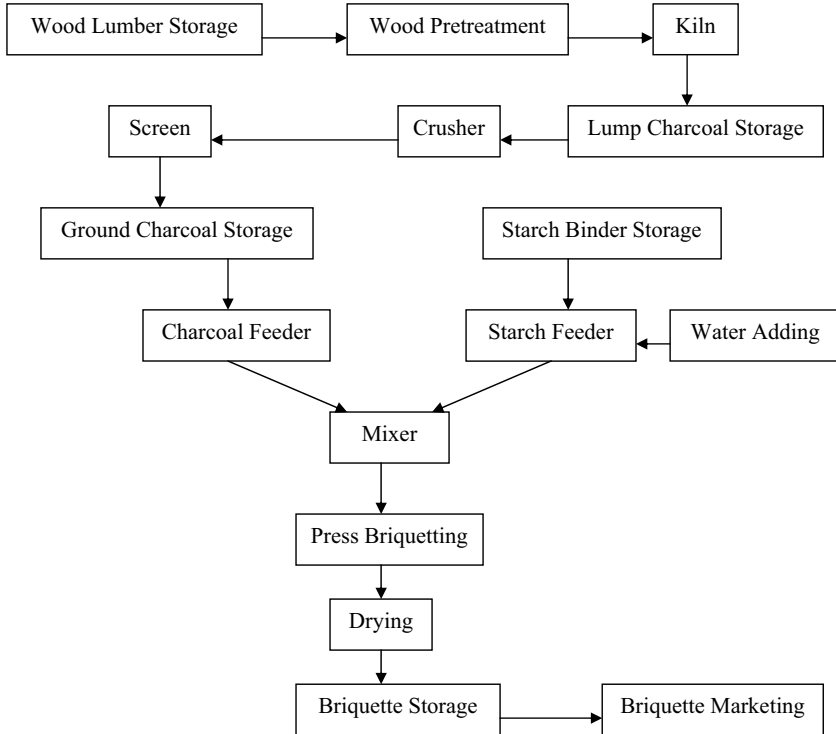 Wood Lumber Storage
Wood Pretreatment
Kiln
Screen
Crusher
Lump Charcoal Storage
Ground Charcoal Storage
Starch Binder Storage
Charcoal Feeder
Starch Feeder
Water Adding
Mixer
Press Briquetting
Drying
Briquette Storage
Briquette Marketing